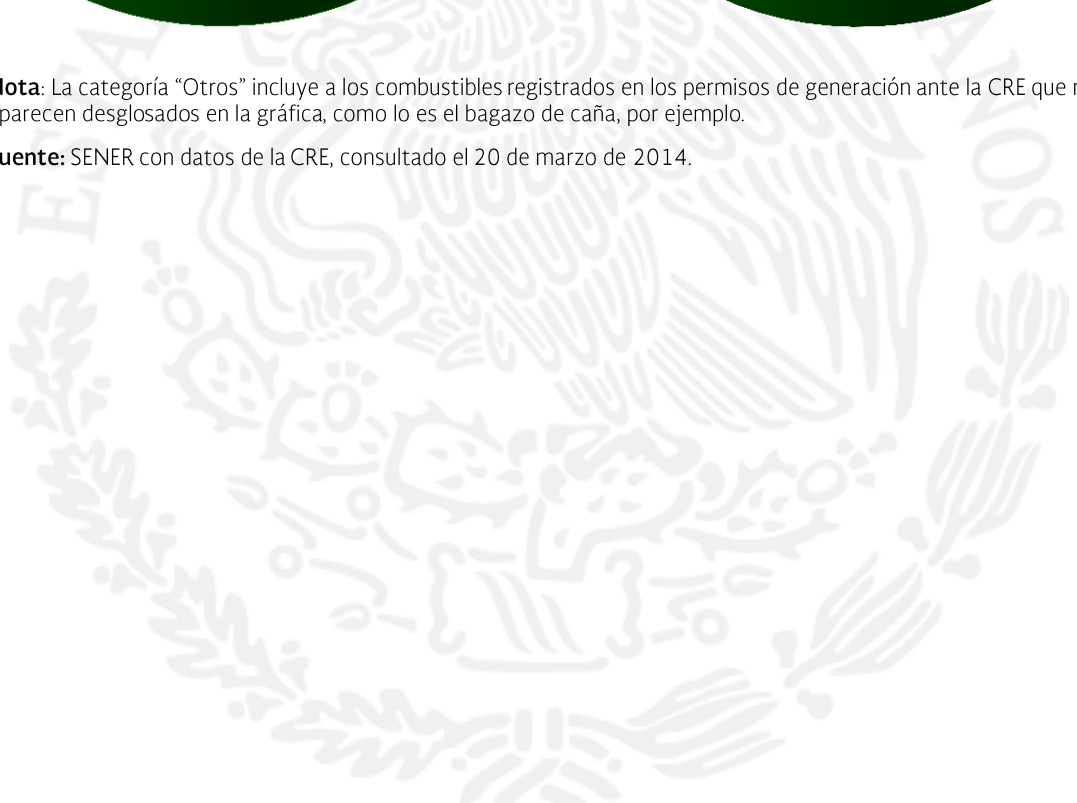 lota: La categoría “Otros” incluye a los combustibles registrados en los permisos de generación ante la CRE que
parecen desglosados en la gráfica, como lo es el bagazo de caña, por ejemplo.
uente: SENER con datos de la CRE, consultado el 20 de marzo de 2014.